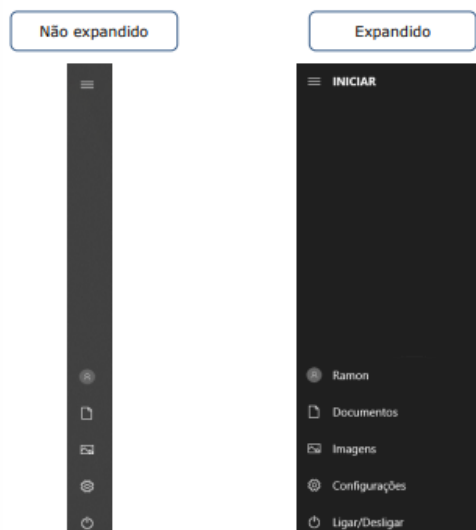 Não expandido
Expandido
INICIAR
Ramon
Documentos
Imagens
Configurações
Ligar/Desligar